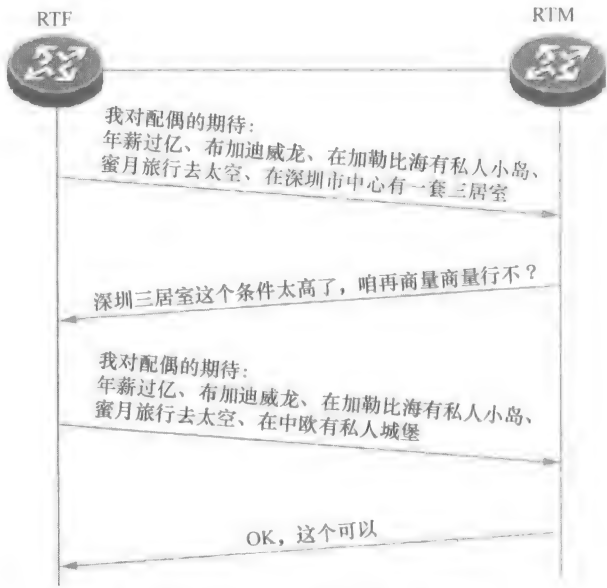 RTF
RTM
我对配偶的期待:
年薪过亿、布加迪威龙、在加勒比海有私人小岛、
蜜月旅行去太空、在深圳市中心有一套三居室
深圳三居室这个条件太高了，咱再商量商量行不？
我对配偶的期待:
年薪过亿、布加迪威龙、在加勒比海有私人小岛、
蜜月旅行去太空、在中欧有私人城堡
OK，这个可以